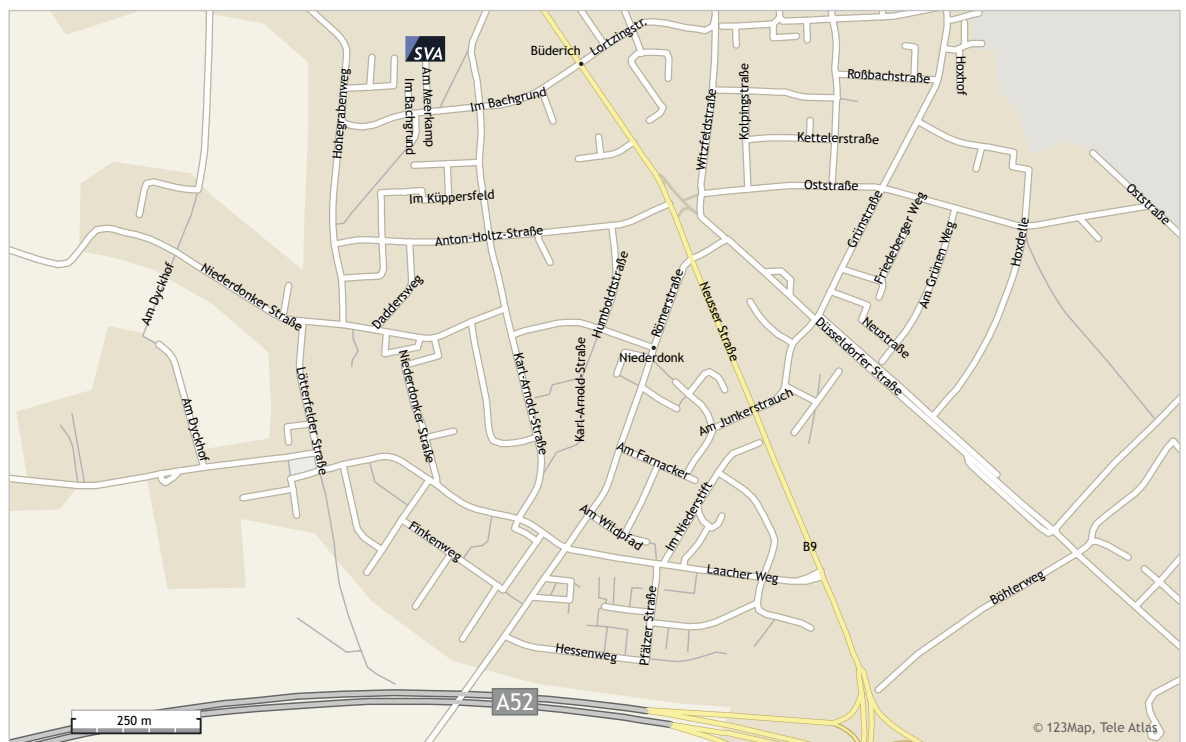 SVA
Büderich
Lortzingstr.
Hohegrabenweg
Im Bachgrund
Am Meerkamp
Im Bachgrund
Witzfeldstraße
Kolpingstraße
Roßbachstraße
Hoxhof
Kettelerstraße
Im Küppersfeld
Oststraße
Oststraße
Anton-Holtz-Straße
Grünstraße
Friedeberger Weg
Am Grünen Weg
Hoxdelle
Am Dyckhof
Niederdonker Straße
Daddersweg
Humboldtstraße
Römerstraße
Neusser Straße
Neustraße
Düsseldorfer Straße
Niederdonk
Lötterfelder Straße
Niederdonker Straße
Karl-Arnold-Straße
Karl-Arnold-Straße
Am Dyckhof
Am Junkerstrauch
Am Farnacker
Im Niederstift
Am Wildpfad
Finkenweg
B9
Laacher Weg
Böhlerweg
Pfälzer Straße
Hessenweg
A52
250 m
© 123Map, Tele Atlas